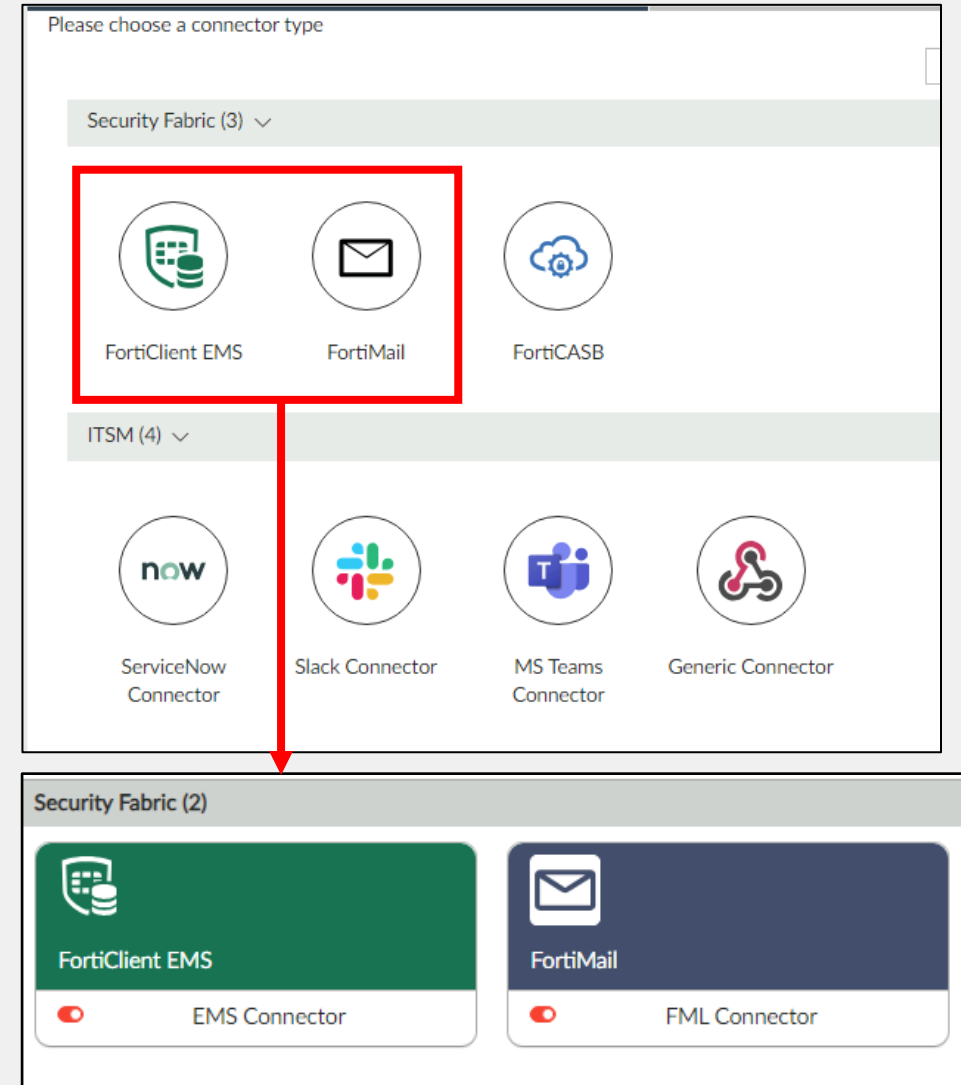 Please choose a connector type
Security Fabric (3)
FortiClient EMS
FortiMail
FortiCASB
ITSM (4)
now
T
ServiceNow
Connector
Slack Connector
MS Teams
Connector
Generic Connector
Security Fabric (2)
FortiClient EMS
FortiMail
EMS Connector
FML Connector